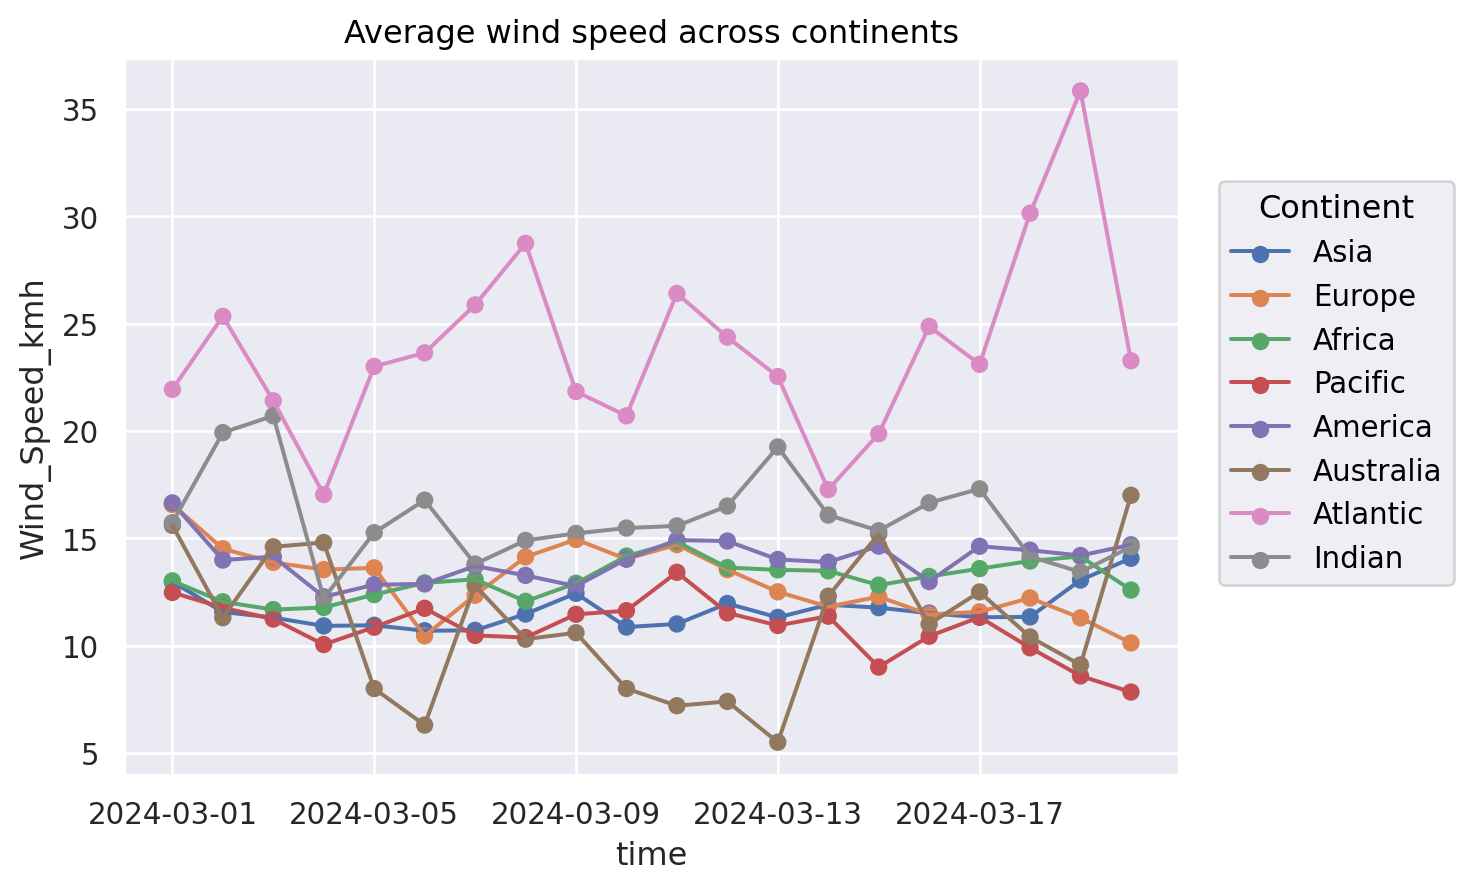 Average wind speed across continents
Wind_Speed_kmh
35
30
25
20
15
10
5
2024-03-01
2024-03-05
2024-03-09
2024-03-13
2024-03-17
time
Continent
Asia
Europe
Africa
Pacific
America
Australia
Atlantic
Indian